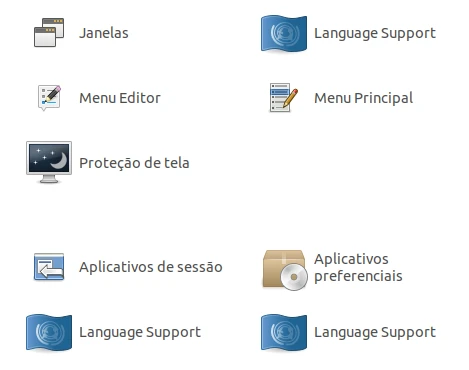 Janelas
Language Support
Menu Editor
Menu Principal
Proteção de tela
Aplicativos de sessão
Aplicativos
preferenciais
Language Support
Language Support